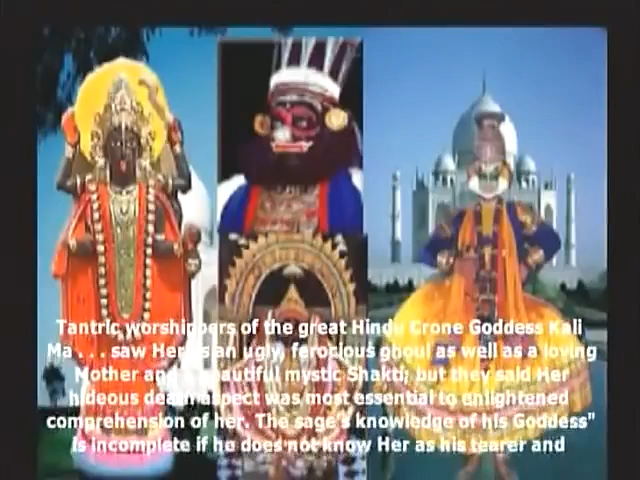 Tantric worshippers of the great Hindu Crone Goddess Kali
Ma . . . saw Her as an ugly, ferocious ghoul as well as a loving
Mother and a beautiful mystic Shakti; but they said Her
hideous death aspect was most essential to enlightened
comprehension of her. The sage's knowledge of his Goddess"
is incomplete if he does not know Her as his tearer and